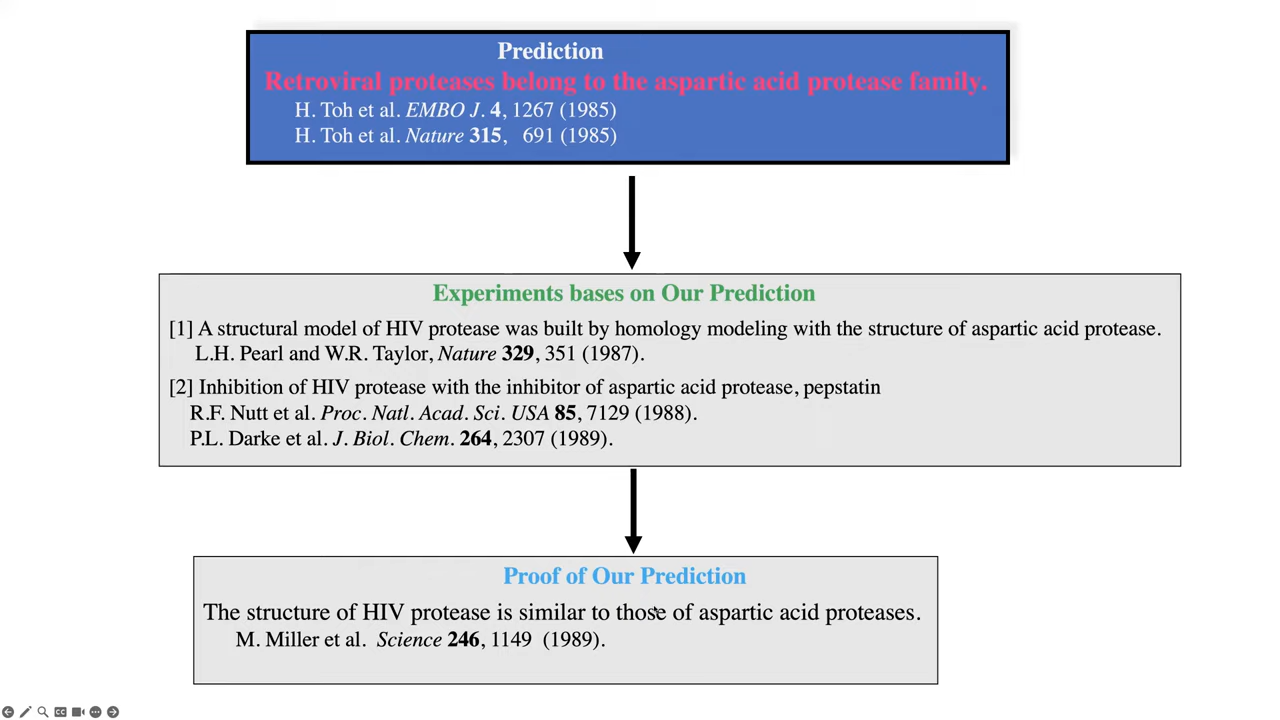 Prediction
Retroviral proteases belong to the aspartic acid protease family.
H. Toh et al. EMBO J. 4, 1267 (1985)
H. Toh et al. Nature 315, 691 (1985)
Experiments bases on Our Prediction
[1] A structural model of HIV protease was built by homology modeling with the structure of aspartic acid protease.
L.H. Pearl and W.R. Taylor, Nature 329, 351 (1987).
[2] Inhibition of HIV protease with the inhibitor of aspartic acid protease, pepstatin
R.F. Nutt et al. Proc. Natl. Acad. Sci. USA 85, 7129 (1988).
P.L. Darke et al. J. Biol. Chem. 264, 2307 (1989).
Proof of Our Prediction
The structure of HIV protease is similar to those of aspartic acid proteases.
M. Miller et al. Science 246, 1149 (1989).